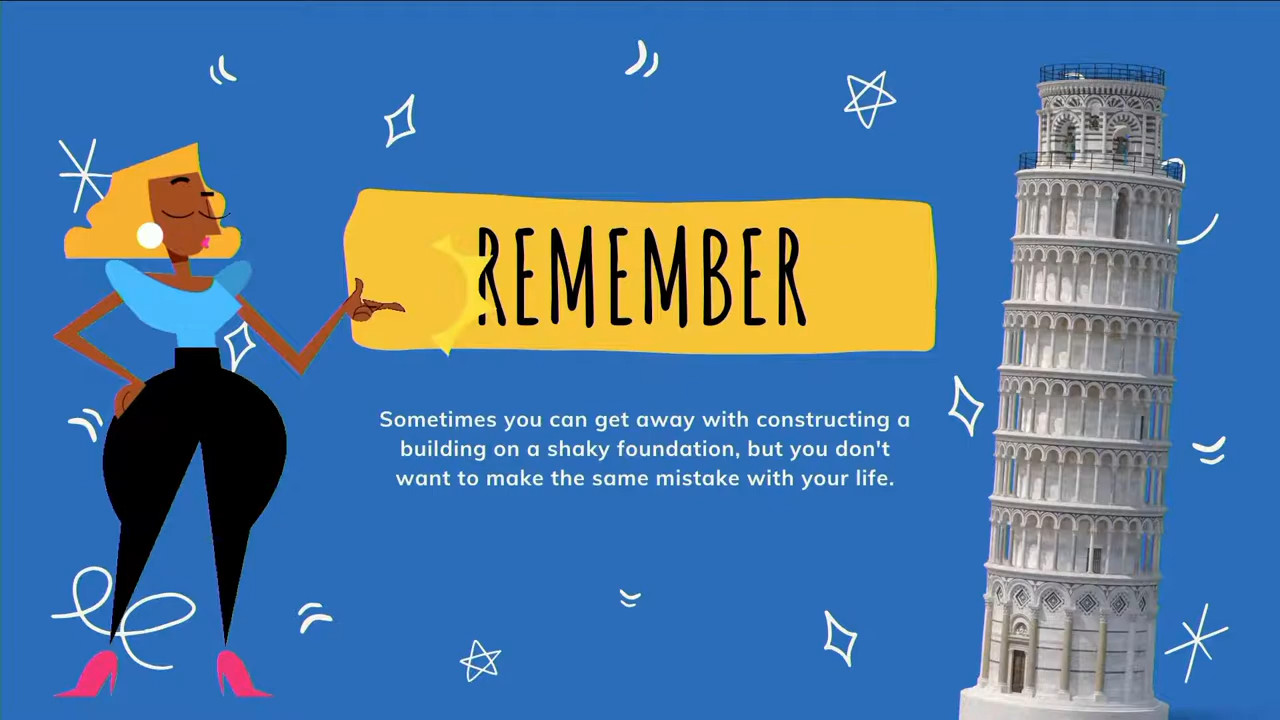 REMEMBER
Sometimes you can get away with constructing a
building on a shaky foundation, but you don't
want to make the same mistake with your life.